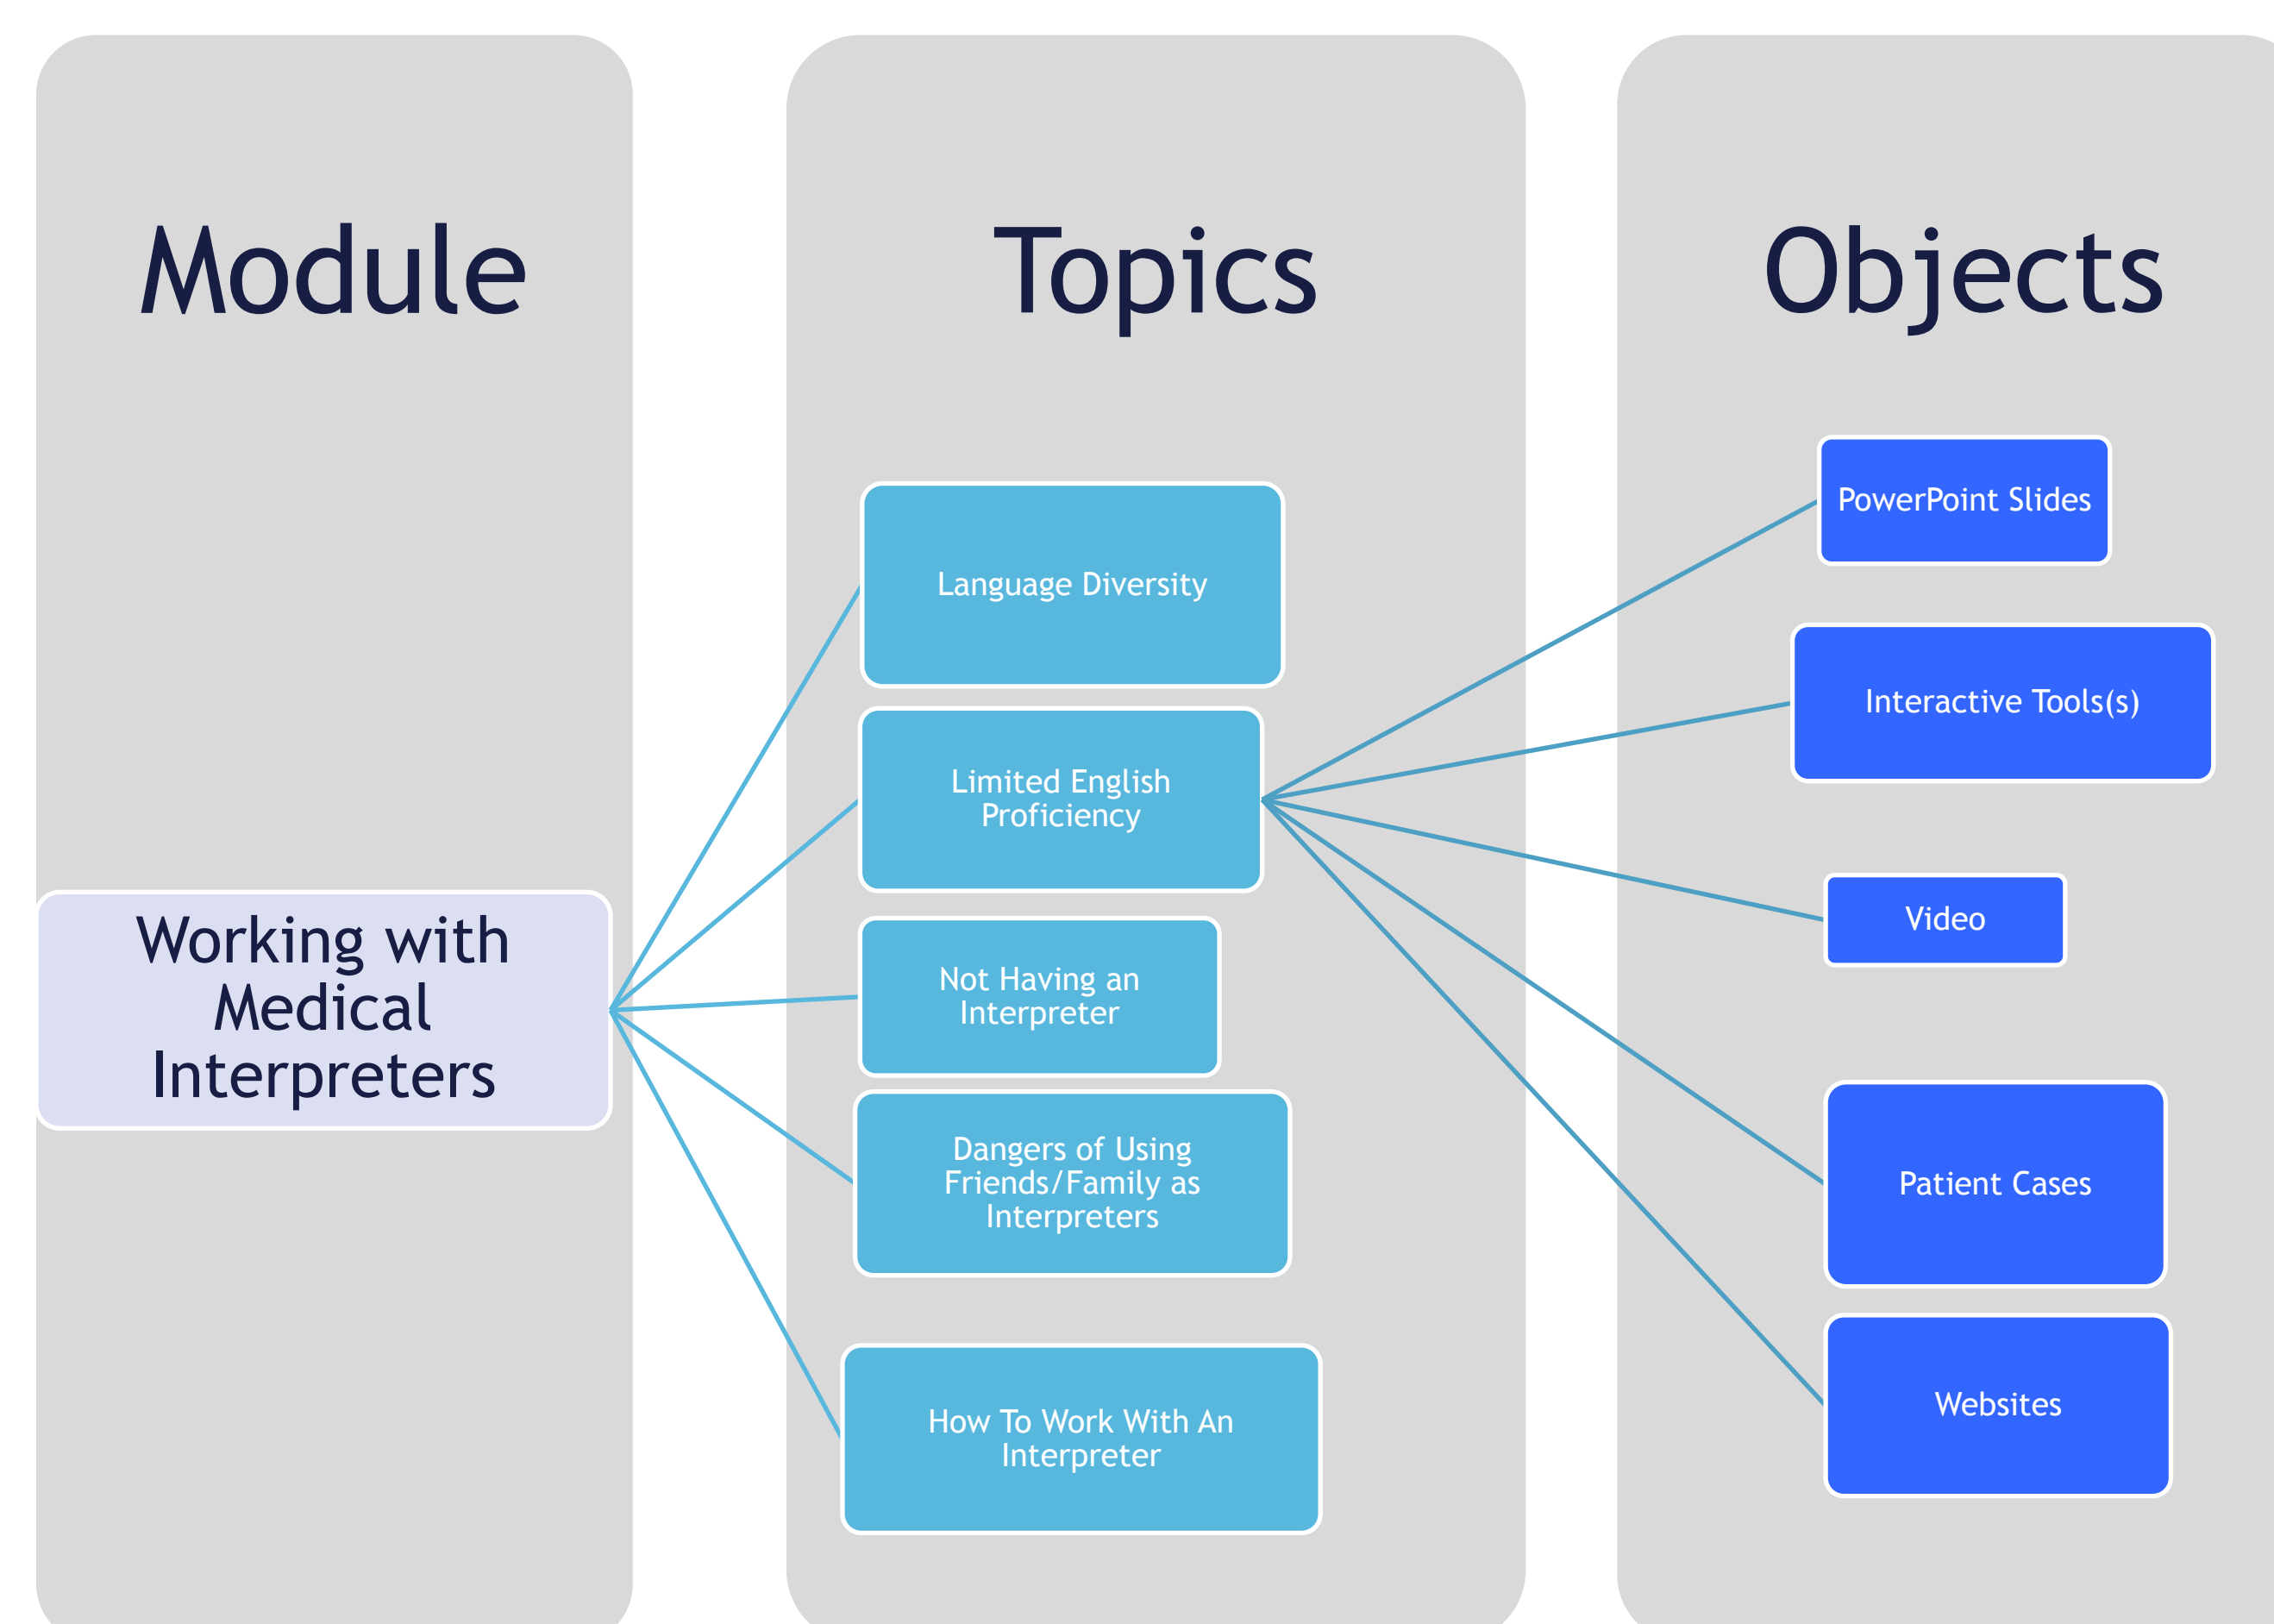 Module
Topics
Objects
Working with
Medical
Interpreters
Language Diversity
Limited English
Proficiency
Not Having an
Interpreter
Dangers of Using
Friends/Family as
Interpreters
How To Work With An
Interpreter
PowerPoint Slides
Interactive Tools(s)
Video
Patient Cases
Websites